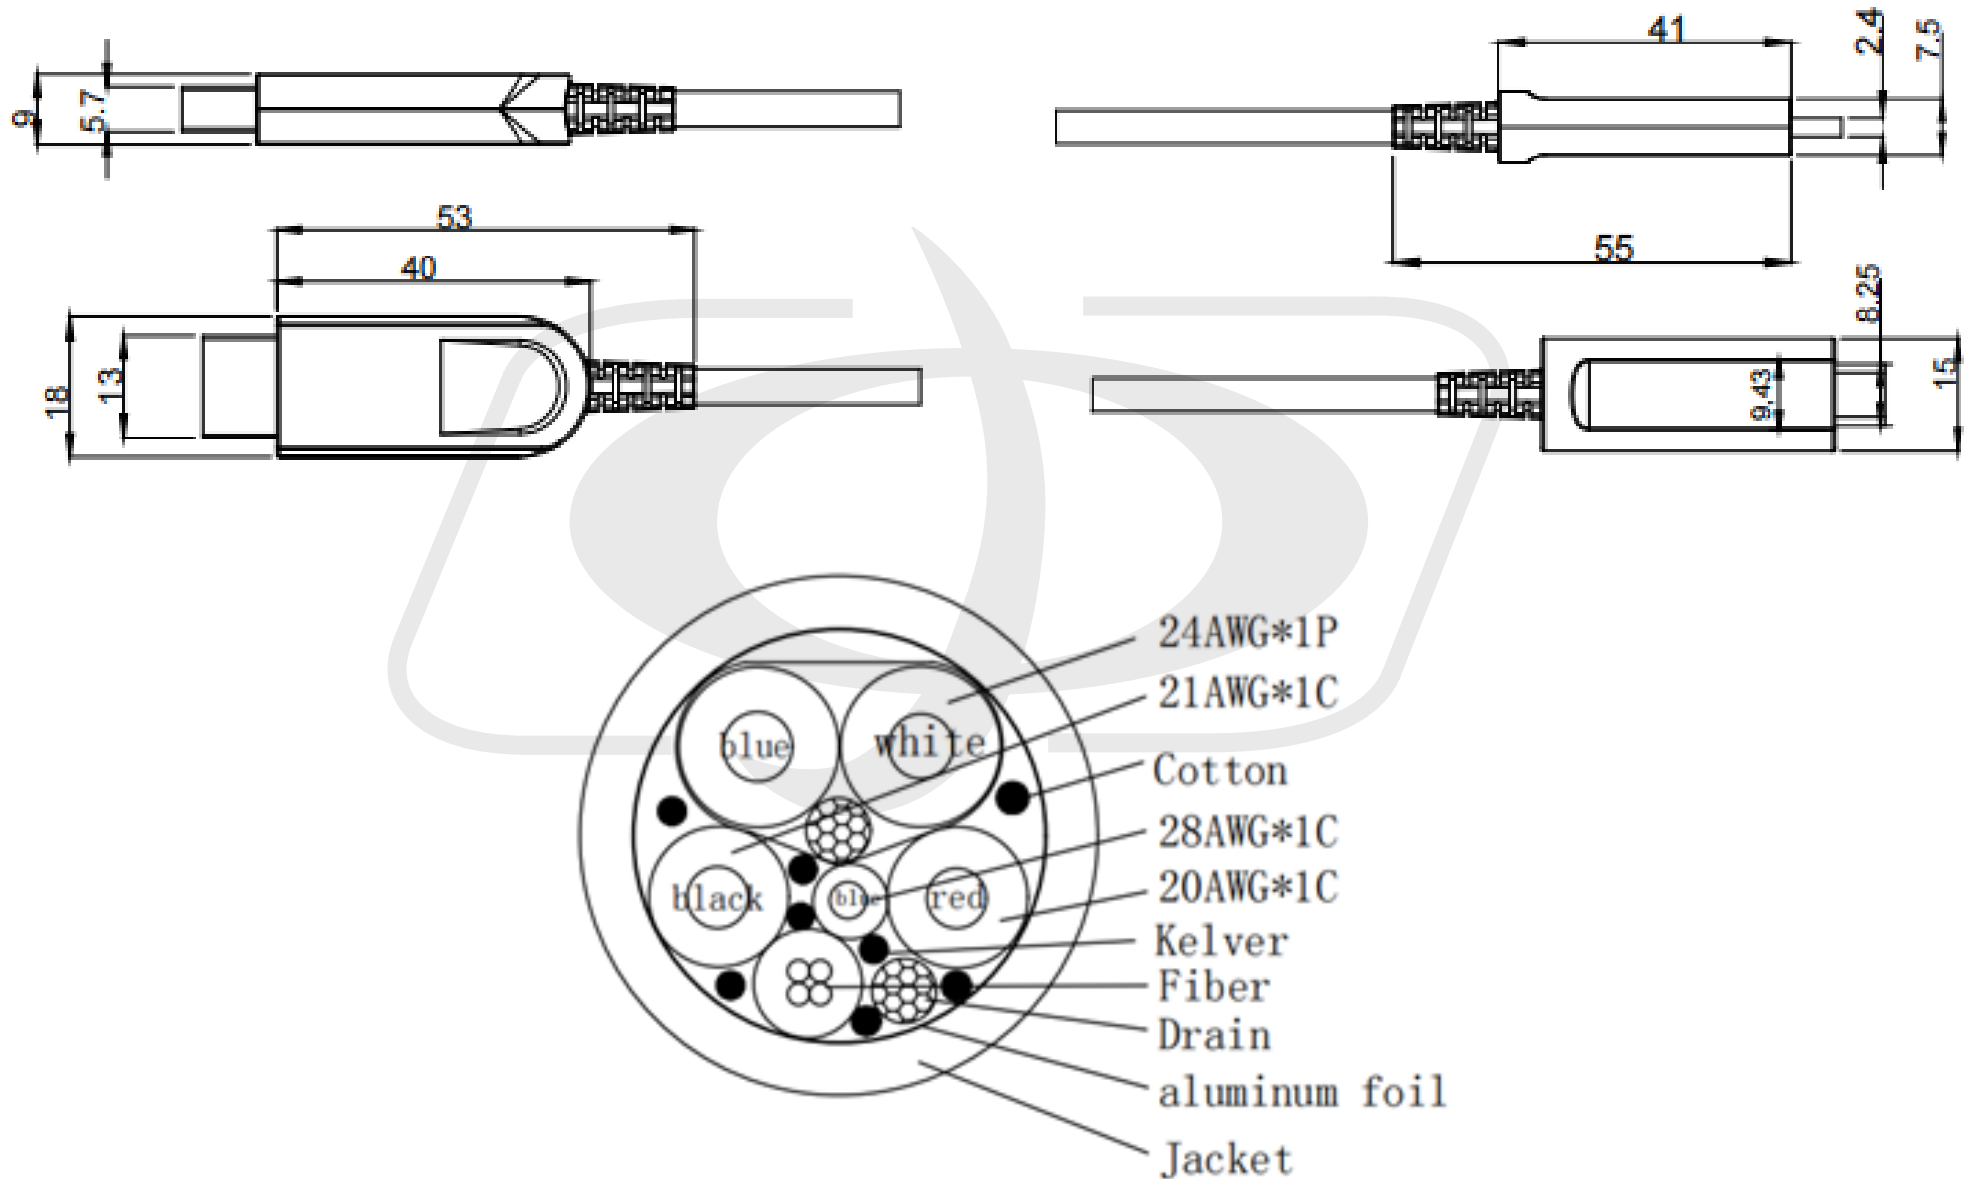 9
5.7
41
2.4
7.5
53
55
40
8.25
18
13
9.43
15
24AWG*1P
21AWG*1C
blue
white
Cotton
28AWG*1C
black
blue
red
20AWG*1C
Kelver
Fiber
Drain
aluminum foil
Jacket